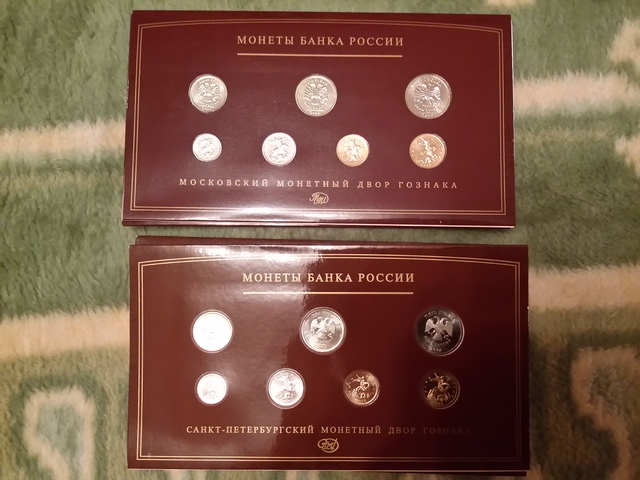 МОНЕТЫ БАНКА РОССИИ
МОСКОВСКИЙ МОНЕТНЫЙ ДВОР ГОЗНАКА
МОНЕТЫ БАНКА РОССИИ
САНКТ-ПЕТЕРБУРГСКИЙ МОНЕТНЫЙ ДВОР ГОЗНАКА